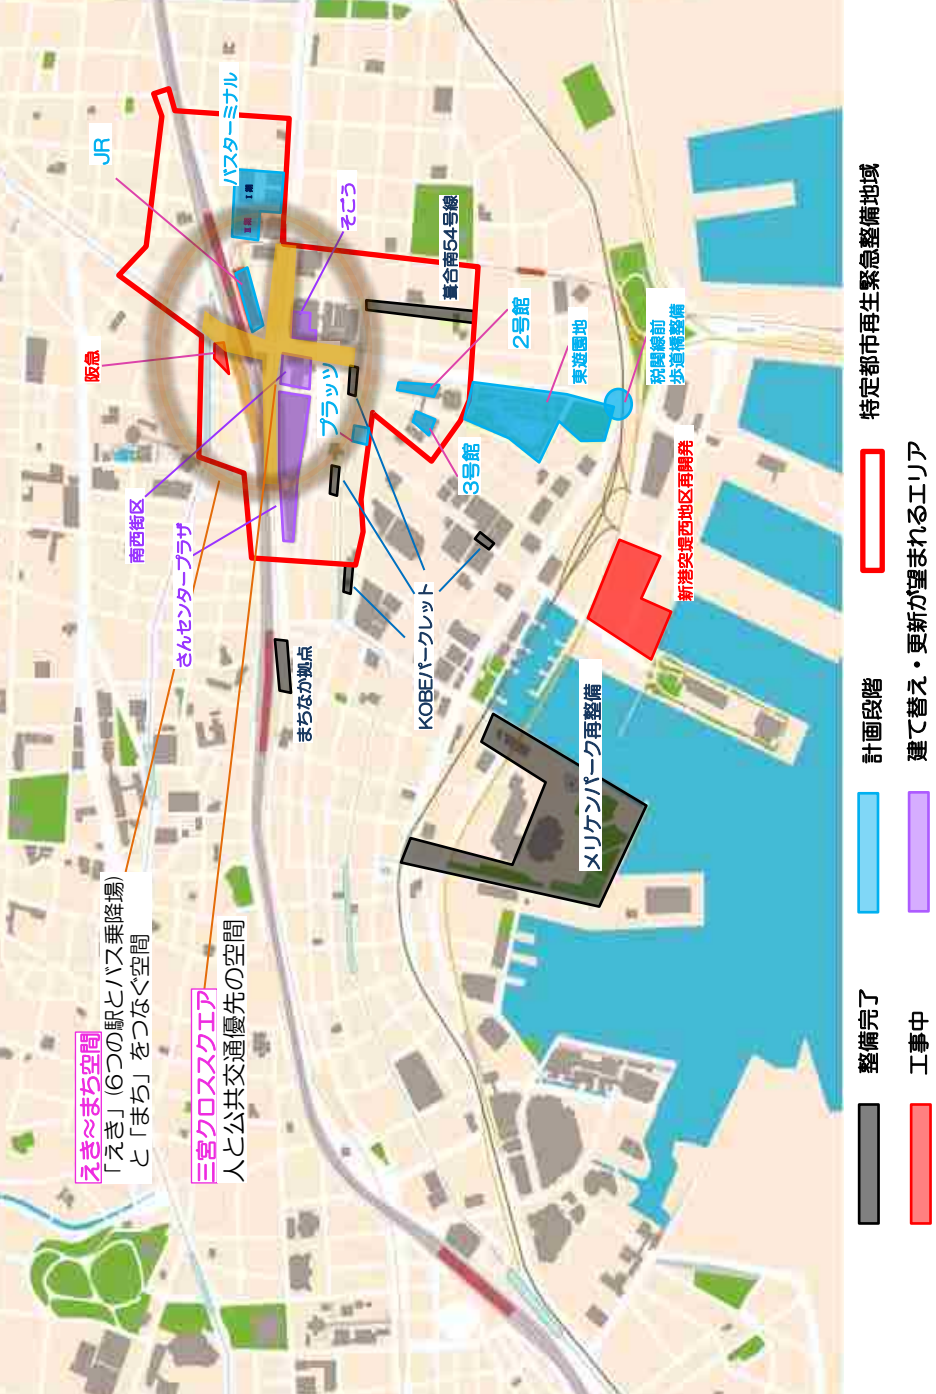 えき～まち空間
「えき」（6つの駅とバス乗降場）
と「まち」をつなぐ空間
三宮クロススクエア
人と公共交通優先の空間
さんセンタープラザ
南西街区
阪急
JR
バスターミナル
Ⅰ期
Ⅱ期
そごう
プラッツ
葺合南54号線
2号館
3号館
東遊園地
税関線前
歩道橋整備
まちなか拠点
KOBEパークレット
メリケンパーク再整備
新港突堤西地区再開発
整備完了
計画段階
特定都市再生緊急整備地域
工事中
建て替え・更新が望まれるエリア